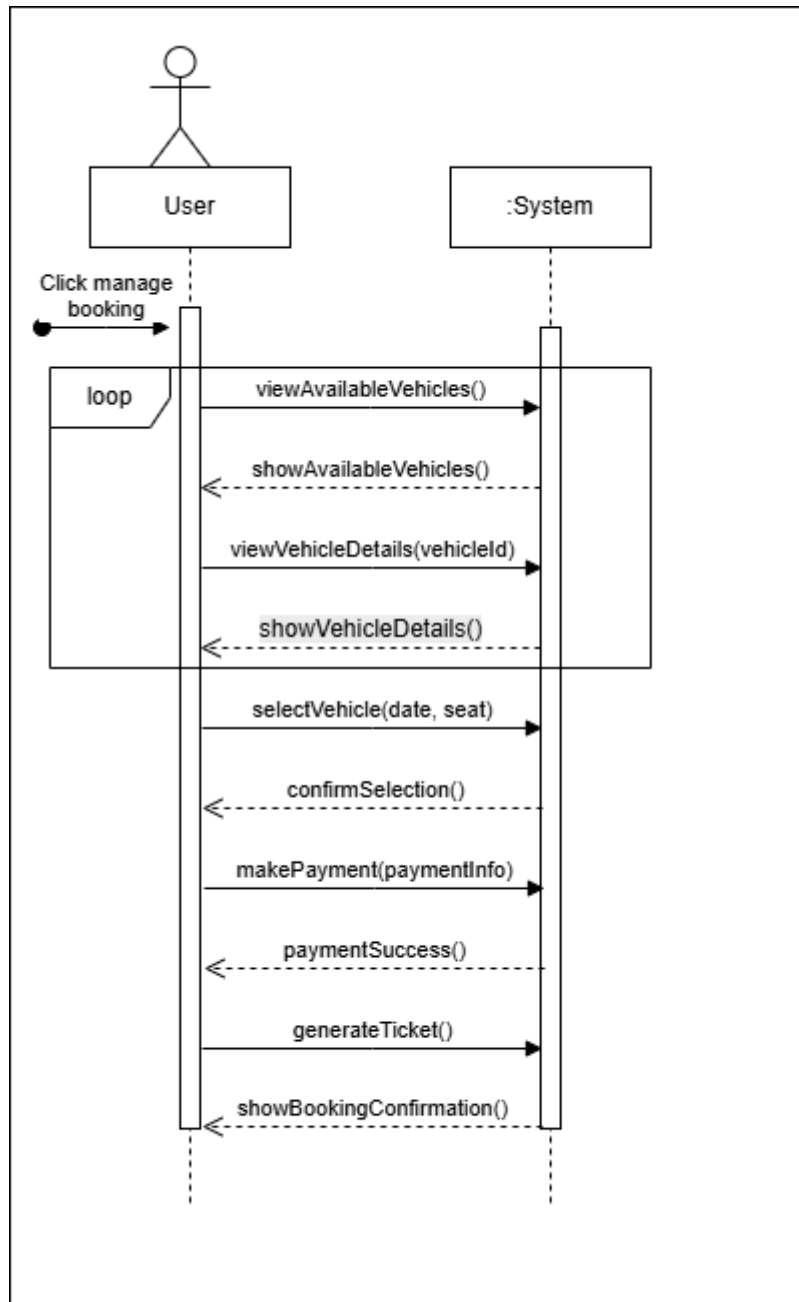 User
:System
Click manage
booking
loop
viewAvailableVehicles()
showAvailableVehicles()
viewVehicleDetails(vehicleId)
showVehicleDetails()
selectVehicle(date, seat)
confirmSelection()
makePayment(paymentInfo)
paymentSuccess()
generateTicket()
showBookingConfirmation()